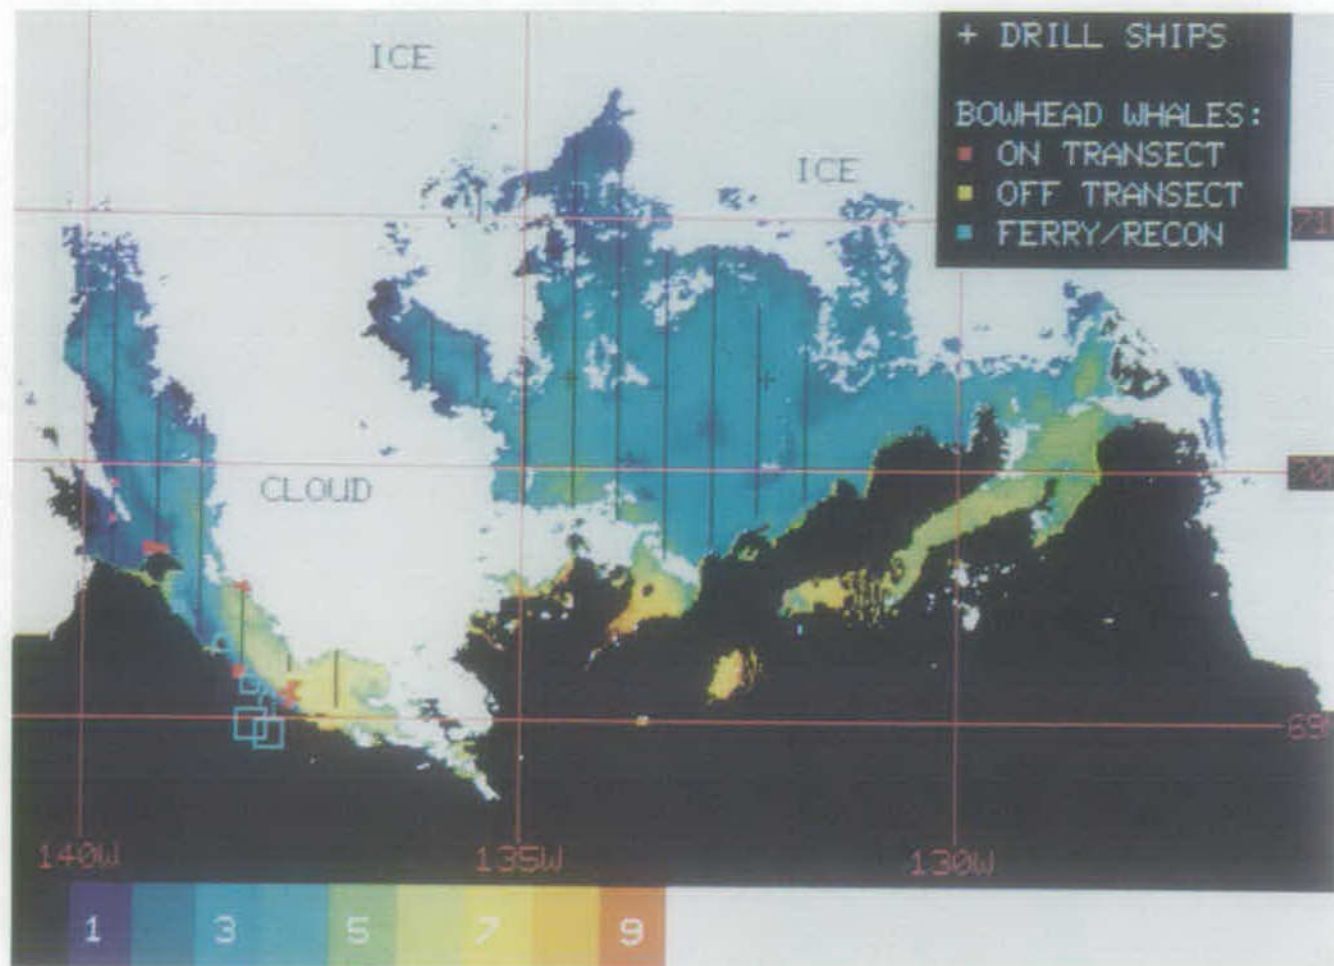 ICE
+ DRILL SHIPS
BOWHEAD WHALES:
ON TRANSECT
ICE
OFF TRANSECT
FERRY/RECON
71
70
CLOUD
69
140W
135W
130W
1 3 5 7 9